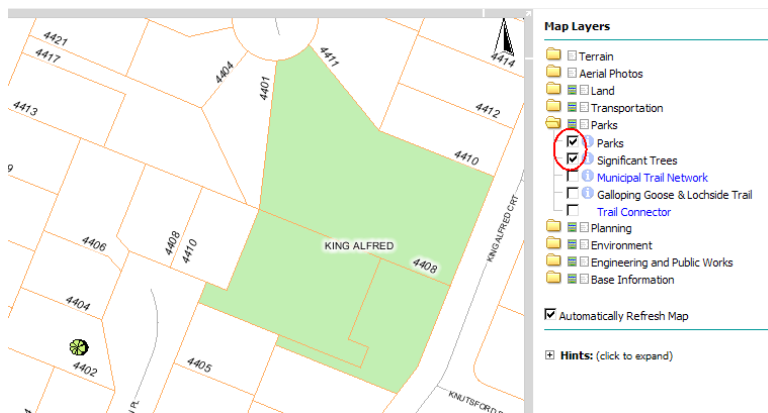 4421
4417
4413
9
4404
4401
4411
4414
4412
4410
4406
4408
4410
KING ALFRED
4408
KING ALFRED CRT
4404
4402
4405
PL
Map Layers
Terrain
Aerial Photos
Land
Transportation
Parks
Parks
Significant Trees
Municipal Trail Network
Galloping Goose & Lochside Trail
Trail Connector
Planning
Environment
Engineering and Public Works
Base Information
Automatically Refresh Map
Hints: (click to expand)